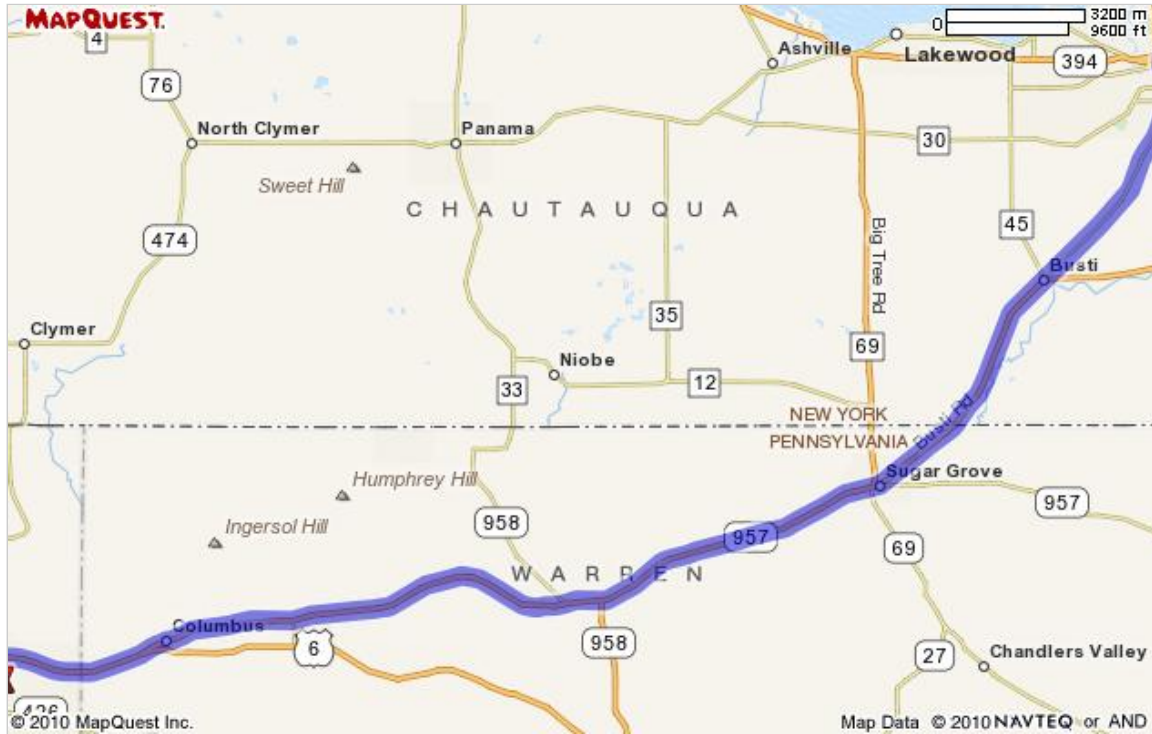 MAPQUEST.
0
3200 m
9600 ft
4
Ashville
Lakewood
394
76
North Clymer
Panama
30
Sweet Hill
CHAUTAUQUA
474
45
Big Tree Rd
Busti
35
Clymer
69
Niobe
33
12
NEW YORK
Busti Rd
PENNSYLVANIA
Sugar Grove
Humphrey Hill
957
958
Ingersol Hill
957
69
WARREN
Columbus
6
958
27
Chandlers Valley
426
© 2010 MapQuest Inc.
Map Data © 2010 NAVTEQ or AND